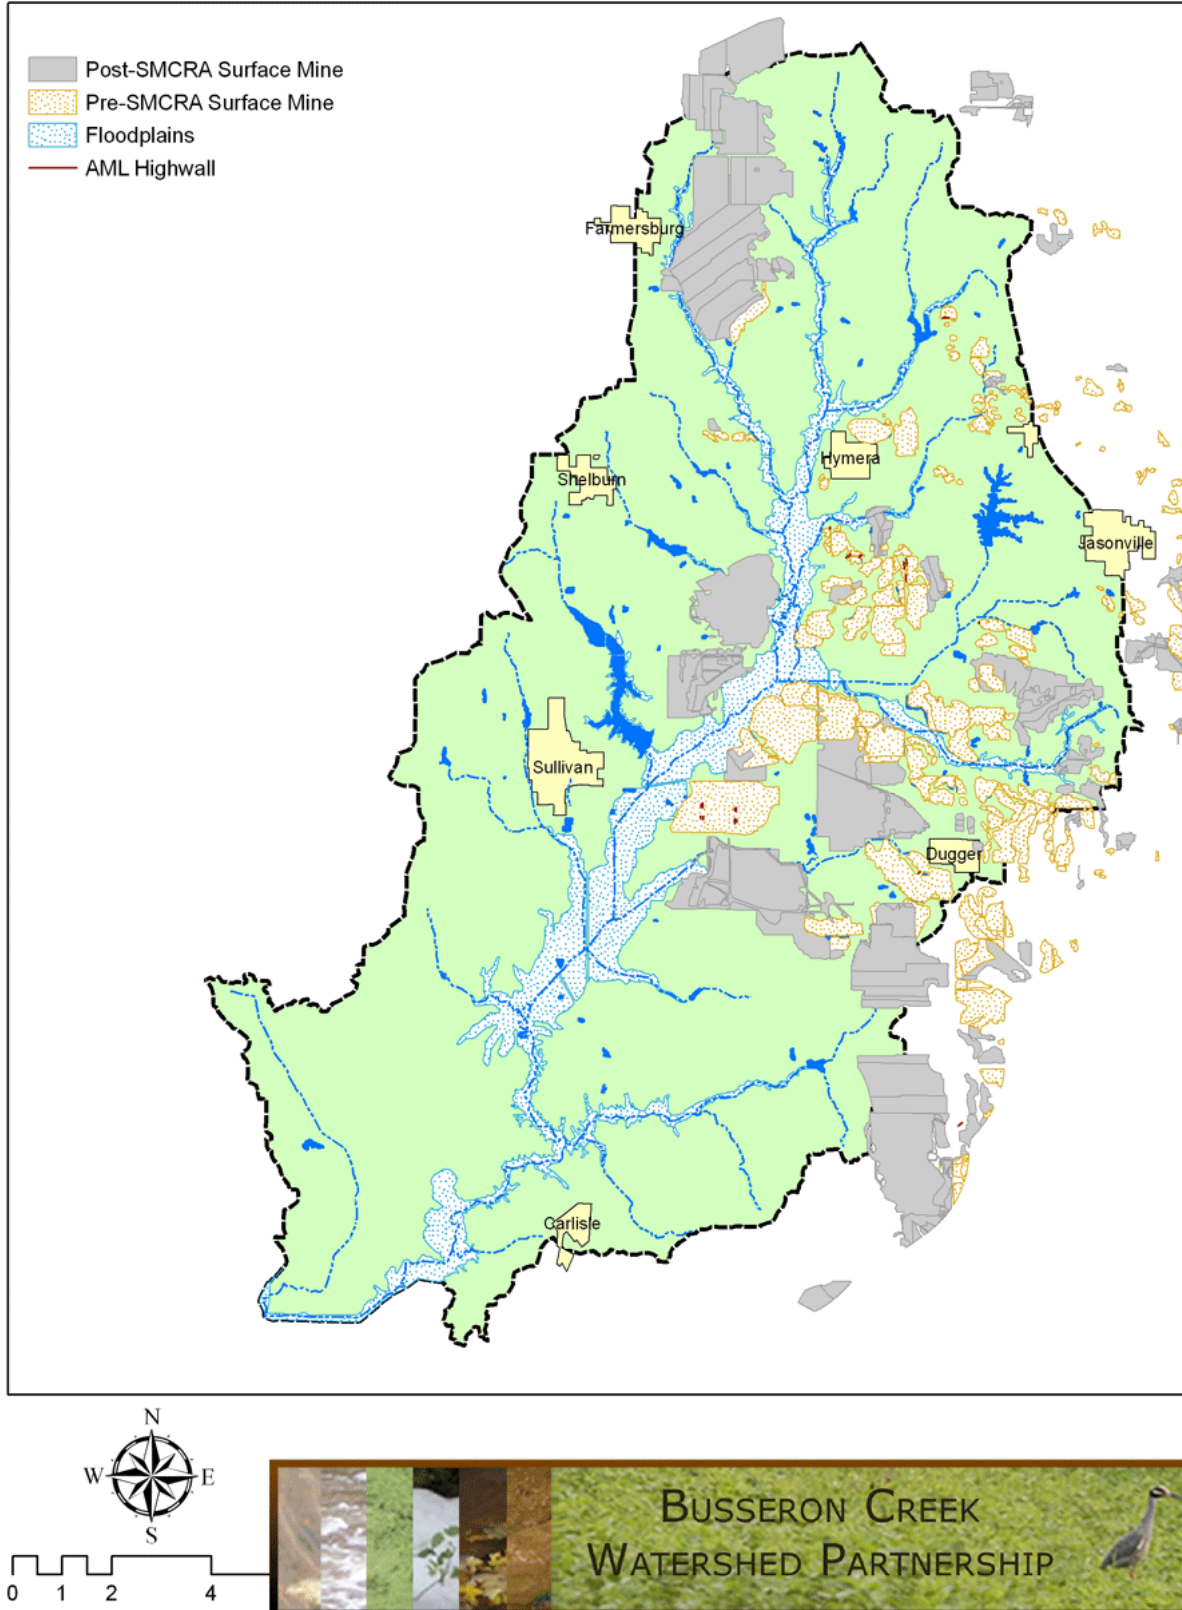 Post-SMCRA Surface Mine
Pre-SMCRA Surface Mine
Floodplains
AML Highwall
Farmersburg
Hymera
Shelburn
Jasonville
Sullivan
Dugger
Carlisle
N
W E
S
0 1 2 4
BUSSERON CREEK
WATERSHED PARTNERSHIP